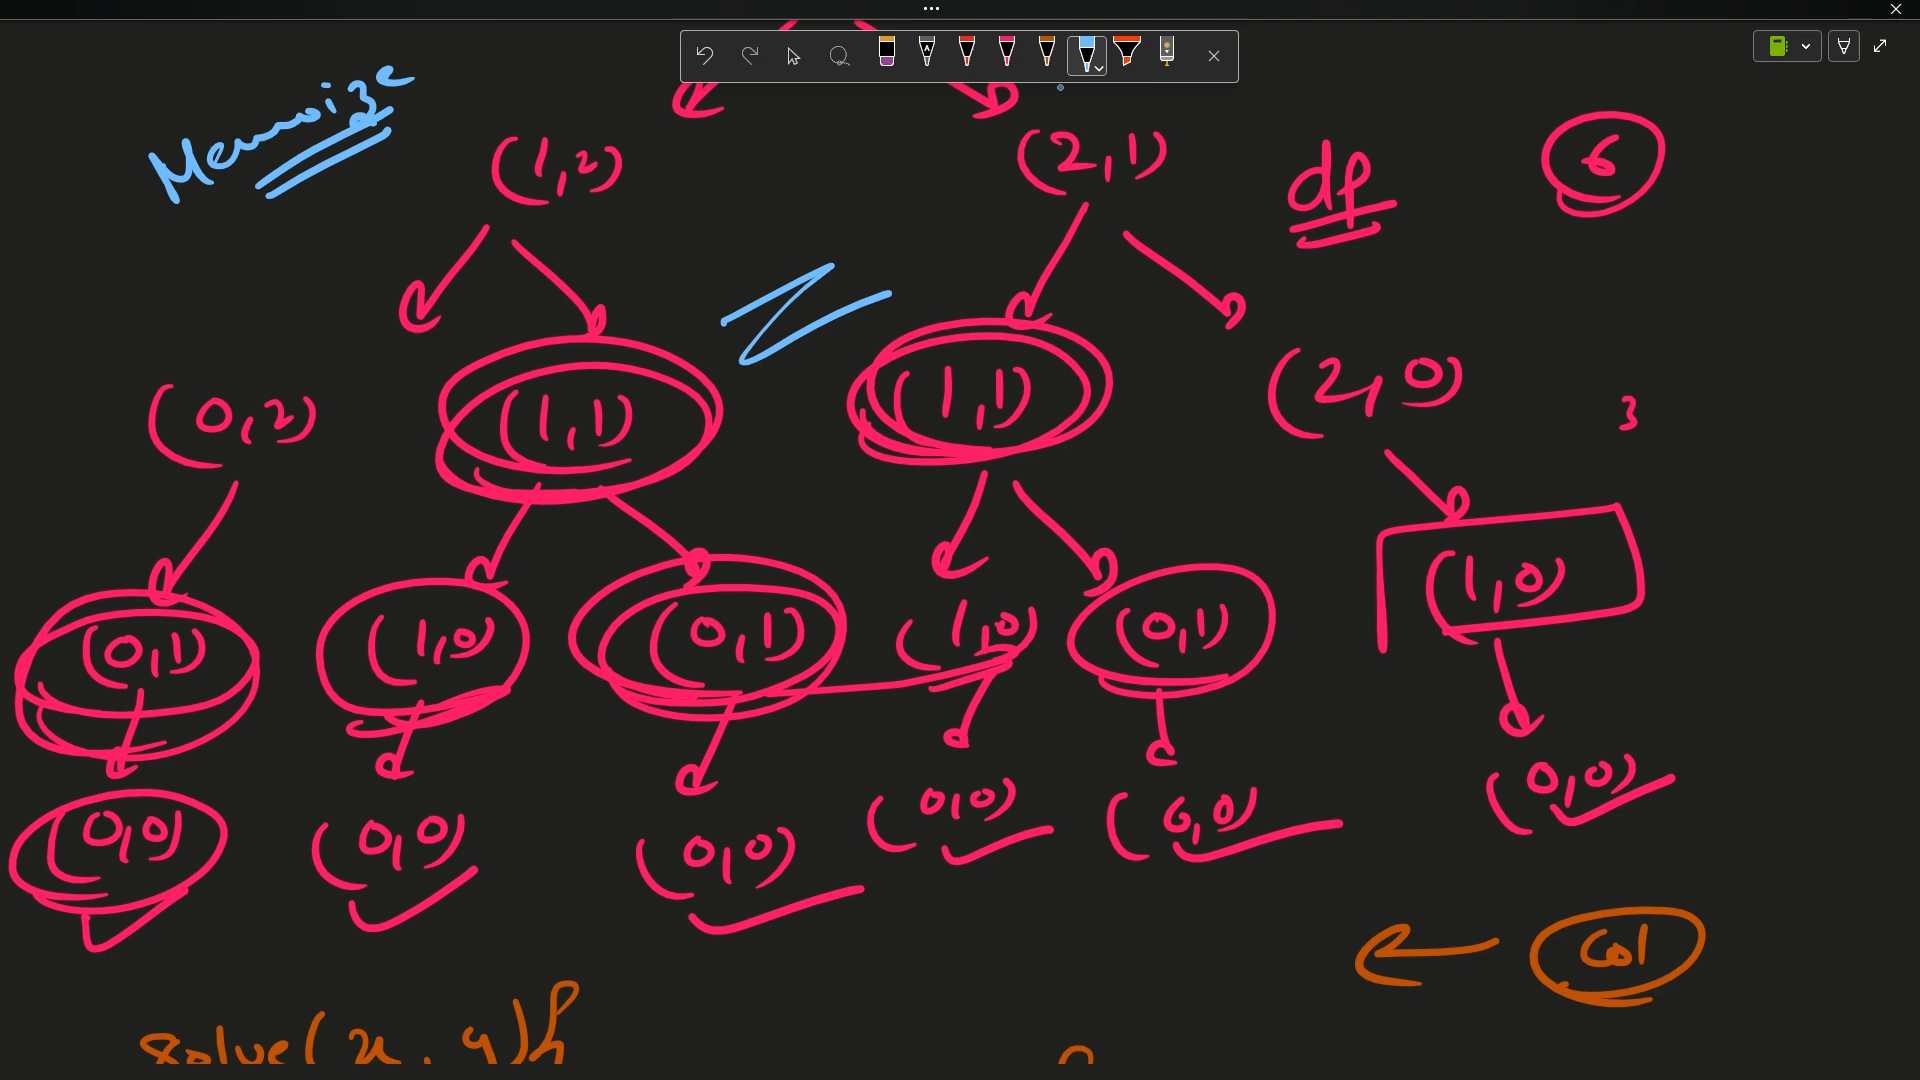 Memoize
(1,2) (2,1) dp 6
(0,2) (1,1) (1,1) (2,0) 3
(0,1) (1,0) (0,1) (1,0) (0,1) (1,0)
(0,0) (0,0) (0,0) (0,0) (0,0) (0,0)
Col
solve(x, y){